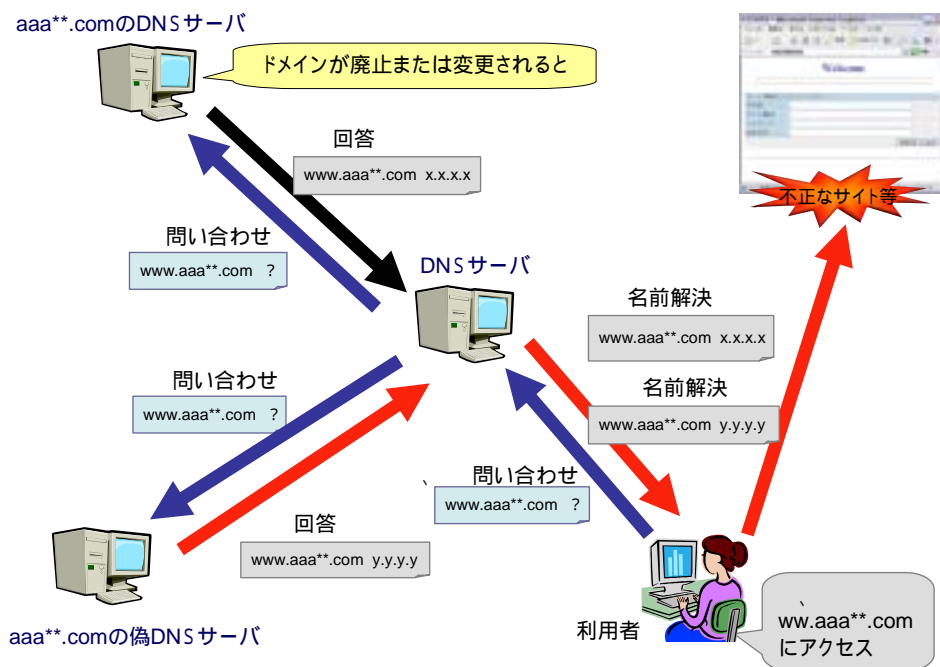 aaa**.comのDNSサーバ
ドメインが廃止または変更されると
Welcome
回答
www.aaa**.com x.x.x.x
不正なサイト等
問い合わせ
www.aaa**.com ?
DNSサーバ
名前解決
www.aaa**.com x.x.x.x
問い合わせ
www.aaa**.com ?
名前解決
www.aaa**.com y.y.y.y
、
問い合わせ
www.aaa**.com ?
回答
www.aaa**.com y.y.y.y
利用者
、
ww.aaa**.com
にアクセス
aaa**.comの偽DNSサーバ